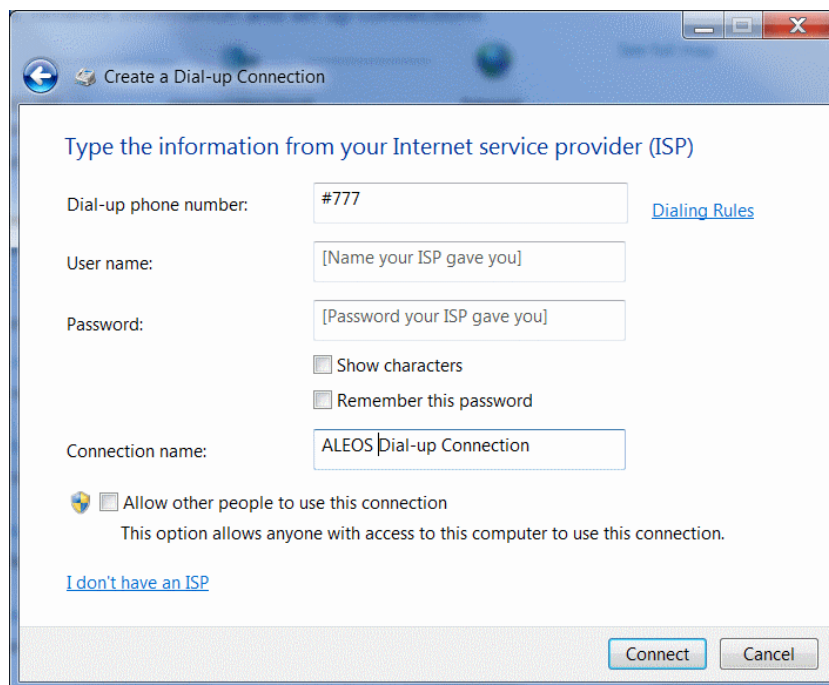 Create a Dial-up Connection
Type the information from your Internet service provider (ISP)
Dial-up phone number:
#777
Dialing Rules
User name:
[Name your ISP gave you]
Password:
[Password your ISP gave you]
Show characters
Remember this password
Connection name:
ALEOS Dial-up Connection
Allow other people to use this connection
This option allows anyone with access to this computer to use this connection.
I don't have an ISP
Connect
Cancel